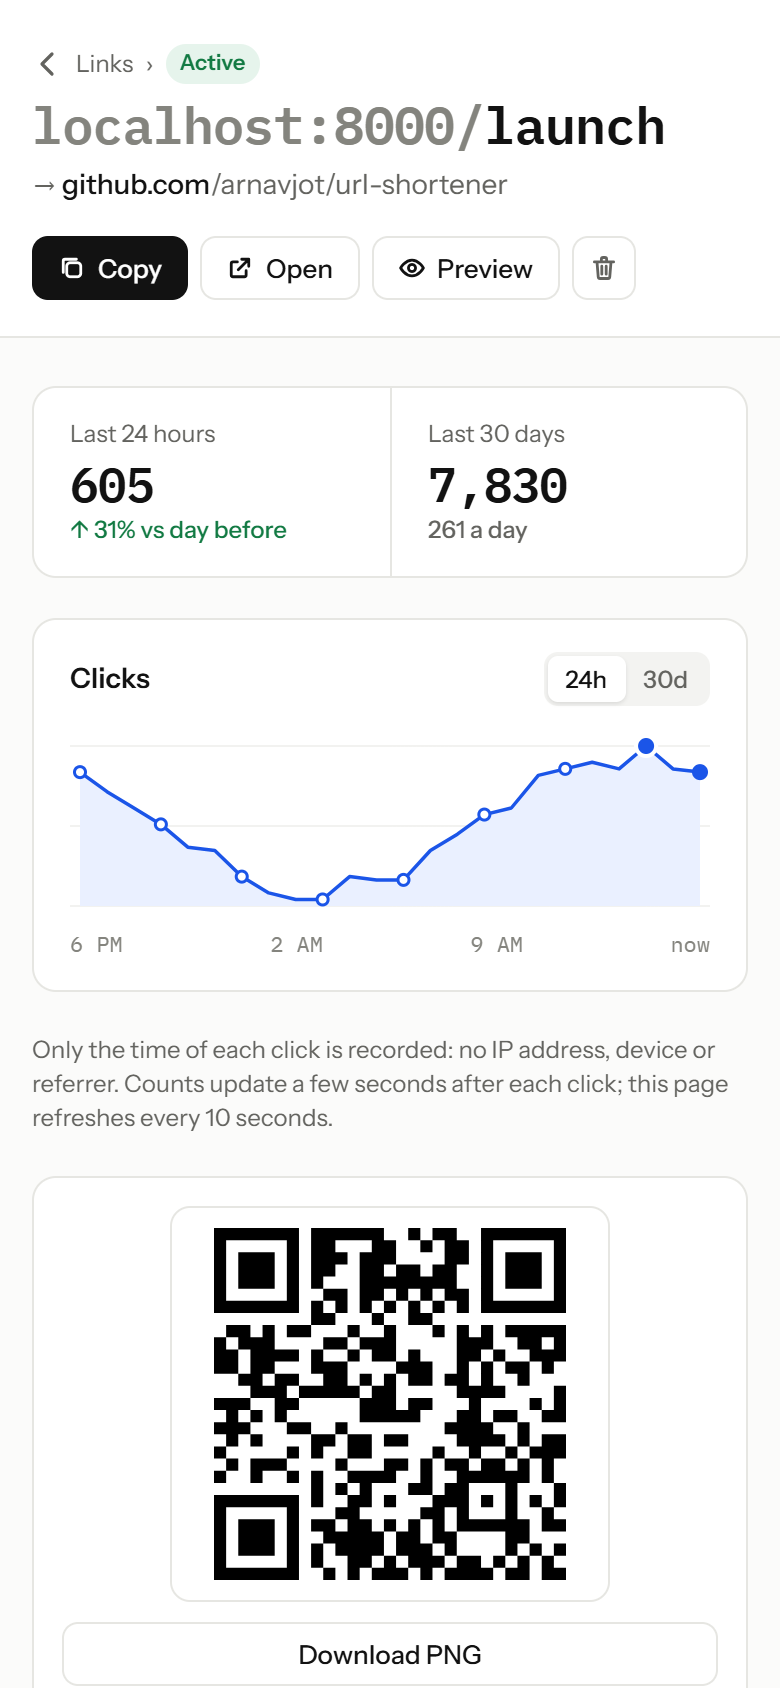 Links ›
Active
localhost:8000/launch
→ github.com/arnavjot/url-shortener
Copy
Open
Preview
Last 24 hours
605
↑ 31% vs day before
Last 30 days
7,830
261 a day
Clicks
24h
30d
6 PM
2 AM
9 AM
now
Only the time of each click is recorded: no IP address, device or
referrer. Counts update a few seconds after each click; this page
refreshes every 10 seconds.
Download PNG